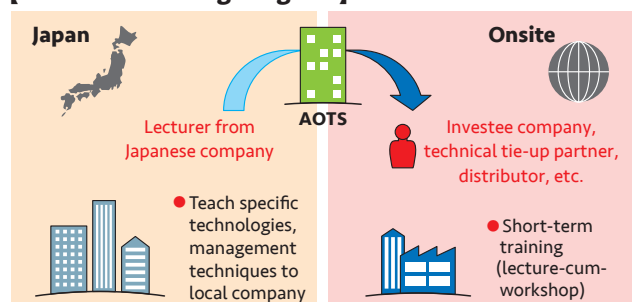 Japan
Onsite
AOTS
Lecturer from
Japanese company
Investee company,
technical tie-up partner,
distributor, etc.
● Teach specific
technologies,
management
techniques to
local company
● Short-term
training
(lecture-cum-
workshop)